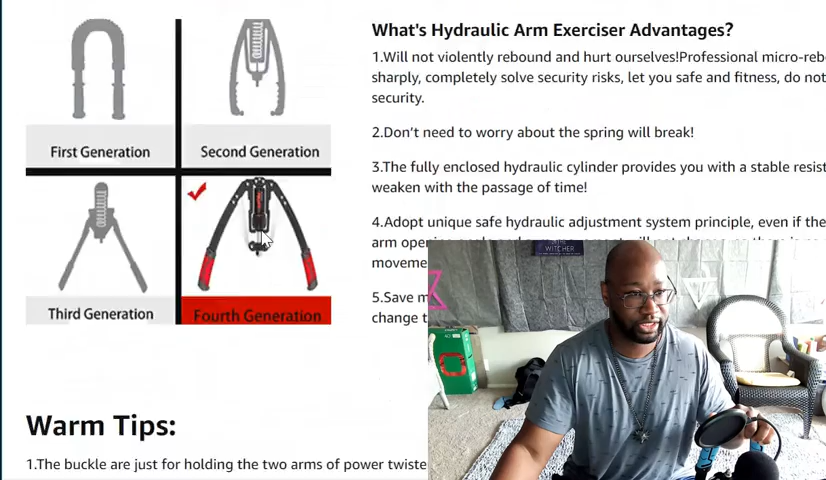 First Generation
Second Generation
Third Generation
Fourth Generation
What's Hydraulic Arm Exerciser Advantages?
1.Will not violently rebound and hurt ourselves!Professional micro-reb
sharply, completely solve security risks, let you safe and fitness, do not
security.
2.Don't need to worry about the spring will break!
3.The fully enclosed hydraulic cylinder provides you with a stable resist
weaken with the passage of time!
4.Adopt unique safe hydraulic adjustment system principle, even if the
arm
moveme
5.Save m
change t
WITCHER
Warm Tips:
1.The buckle are just for holding the two arms of power twiste